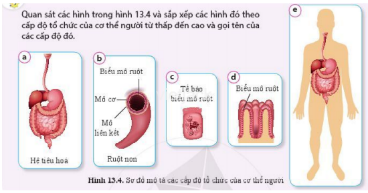 Quan sát các hình trong hình 13.4 và sắp xếp các hình đó theo
cấp độ tổ chức của cơ thể người từ thấp đến cao và gọi tên của
các cấp độ đó.
a
b
c
d
e
Biểu mô ruột
Mô cơ
Mô
liên kết
Tế bào
biểu mô ruột
Biểu mô ruột
Hệ tiêu hoá
Ruột non
Hình 13.4. Sơ đồ mô tả các cấp độ tổ chức của cơ thể người